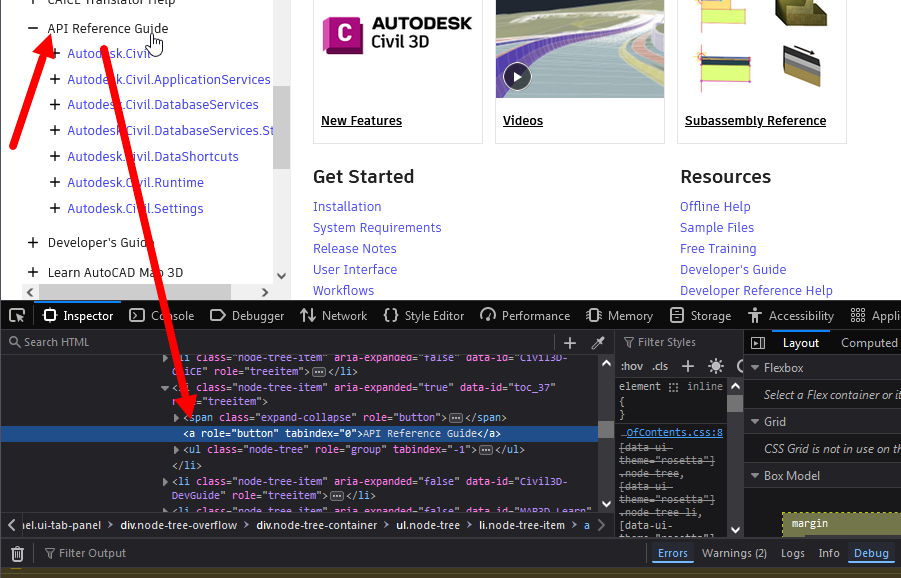 CAiCE Translator Help
API Reference Guide
Autodesk.Civil
Autodesk.Civil.ApplicationServices
Autodesk.Civil.DatabaseServices
Autodesk.Civil.DatabaseServices.St
Autodesk.Civil.DataShortcuts
Autodesk.Civil.Runtime
Autodesk.Civil.Settings
Developer's Guide
Learn AutoCAD Map 3D
C
AUTODESK
Civil 3D
New Features
Videos
Subassembly Reference
Get Started
Installation
System Requirements
Release Notes
User Interface
Workflows
Resources
Offline Help
Sample Files
Free Training
Developer's Guide
Developer Reference Help
Inspector
Console
Debugger
Network
{} Style Editor
Performance
Memory
Storage
Accessibility
Appli
Search HTML
<li class="node-tree-item" aria-expanded="false" data-id="Civil3D-
CAiCE" role="treeitem"></li>
<li class="node-tree-item" aria-expanded="true" data-id="toc_37"
role="treeitem">
<span class="expand-collapse" role="button"></span>
<a role="button" tabindex="0">API Reference Guide</a>
<ul class="node-tree" role="group" tabindex="-1"></ul>
</li>
<li class="node-tree-item" aria-expanded="false" data-id="Civil3D-
DevGuide" role="treeitem"></li>
<li class="node-tree-item" aria-expanded="false" data-id="MAP3D_Learn"
nel.ui-tab-panel
div.node-tree-overflow
div.node-tree-container
ul.node-tree
li.node-tree-item
a
Filter Styles
:hov .cls
element inline
{
}
…OfContents.css:8
[data-ui-
theme="rosetta"]
.node-tree,
[data-ui-
theme="rosetta"]
.node-tree li,
[data-ui-
Layout
Computed
Flexbox
Select a Flex container or it
Grid
CSS Grid is not in use on th
Box Model
margin
Filter Output
Errors
Warnings (2)
Logs
Info
Debug